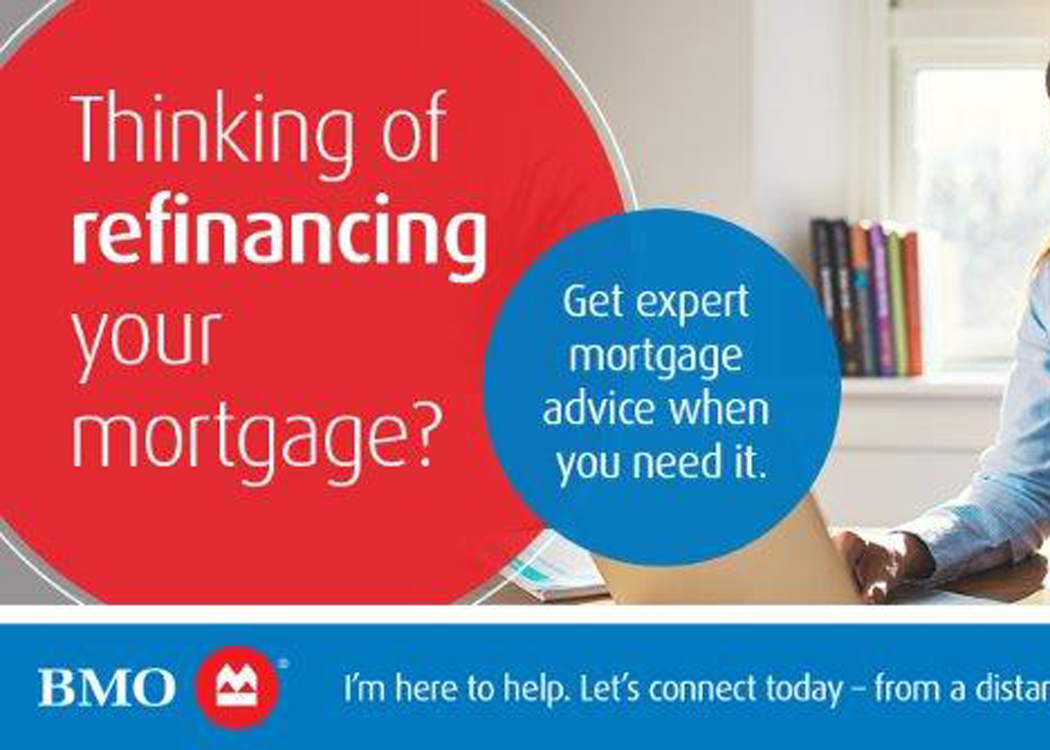 Thinking of
refinancing
your
mortgage?
Get expert
mortgage
advice when
you need it.
BMO ®
I'm here to help. Let's connect today – from a distan